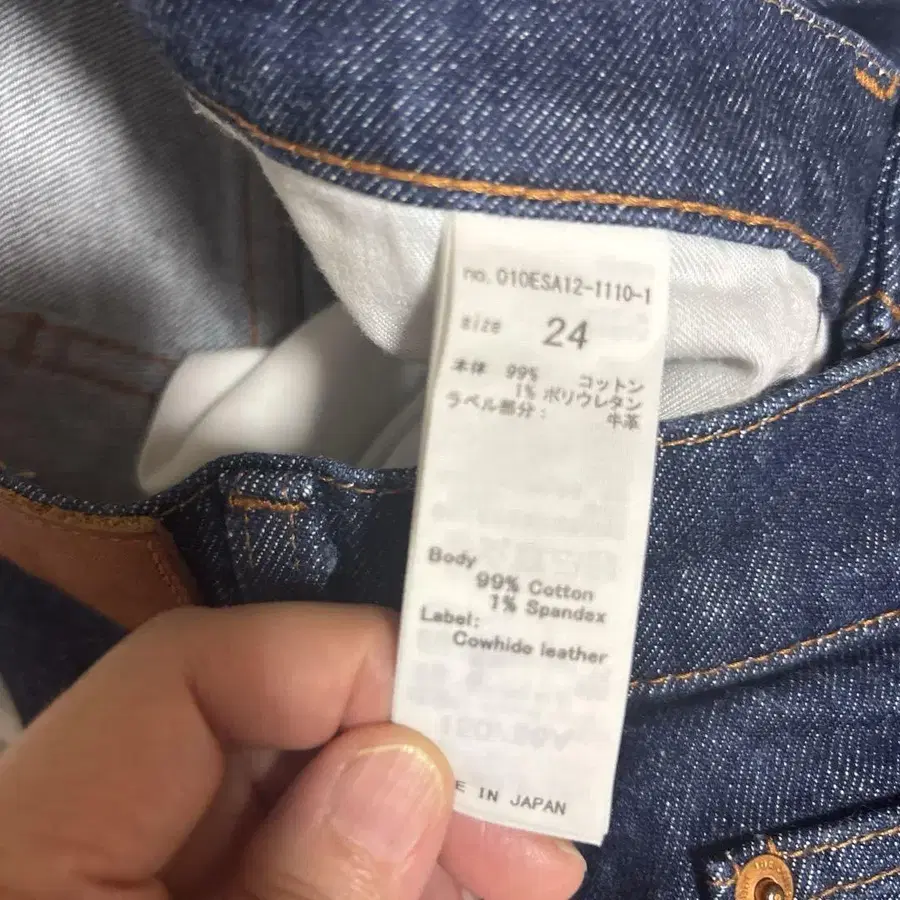 no. 010ESA12-1110-1
size 24
本体 99% コットン
1% ポリウレタン
ラベル部分: 牛革
Body
99% Cotton
1% Spandex
Label:
Cowhide leather
E IN JAPAN